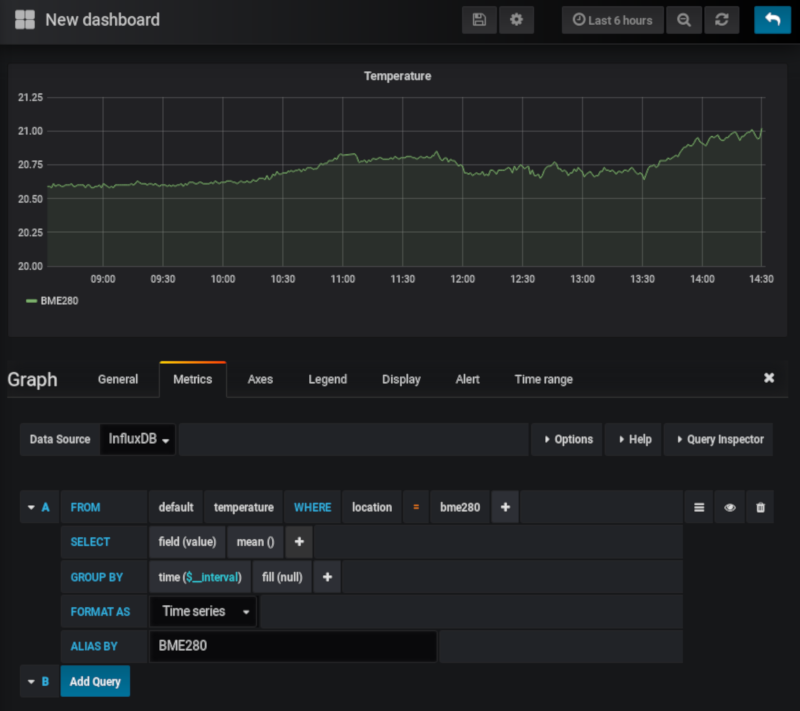 New dashboard Last 6 hours
Temperature
21.25
21.00
20.75
20.50
20.25
20.00
09:00 09:30 10:00 10:30 11:00 11:30 12:00 12:30 13:00 13:30 14:00 14:30
BME280
Graph General Metrics Axes Legend Display Alert Time range
Data Source InfluxDB Options Help Query Inspector
A FROM default temperature WHERE location = bme280 +
SELECT field (value) mean () +
GROUP BY time ($__interval) fill (null) +
FORMAT AS Time series
ALIAS BY BME280
B Add Query